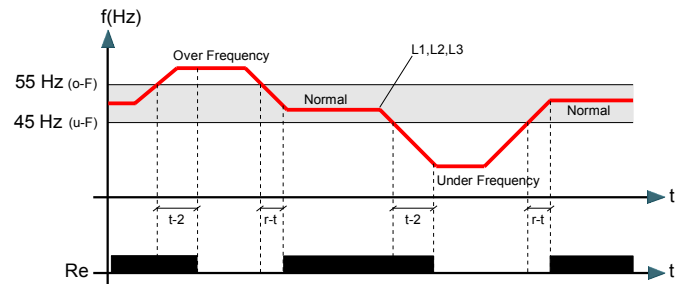 f(Hz)
L1,L2,L3
Over Frequency
55 Hz (o-F)
Normal
Normal
45 Hz (u-F)
Under Frequency
t
t-2
r-t
t-2
r-t
Re
t